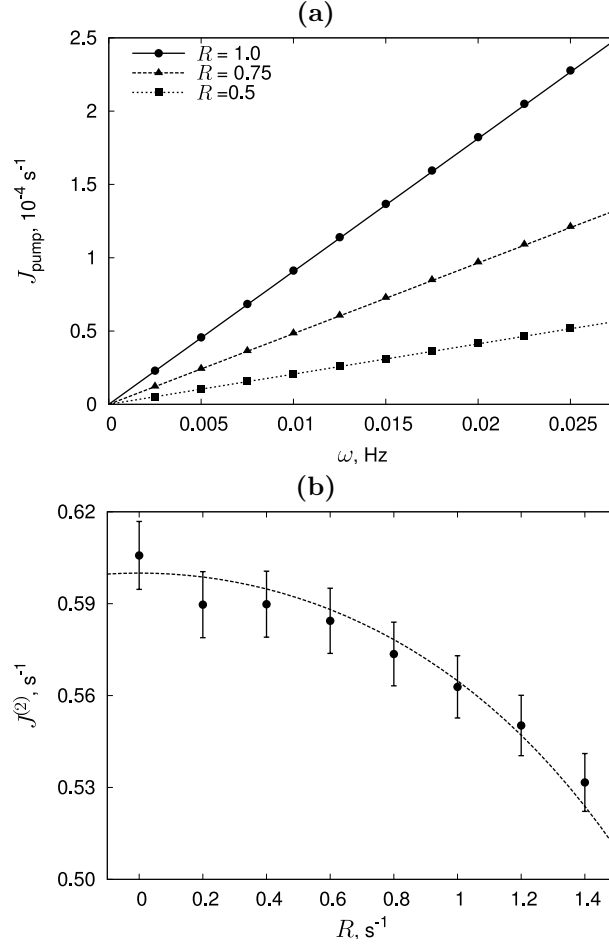 (a)
2.5
2
1.5
1
0.5
0
J_pump, 10^-4 s^-1
R = 1.0
R = 0.75
R =0.5
0 0.005 0.01 0.015 0.02 0.025
ω, Hz
(b)
0.62
0.59
0.56
0.53
0.50
J^(2), s^-1
0 0.2 0.4 0.6 0.8 1 1.2 1.4
R, s^-1